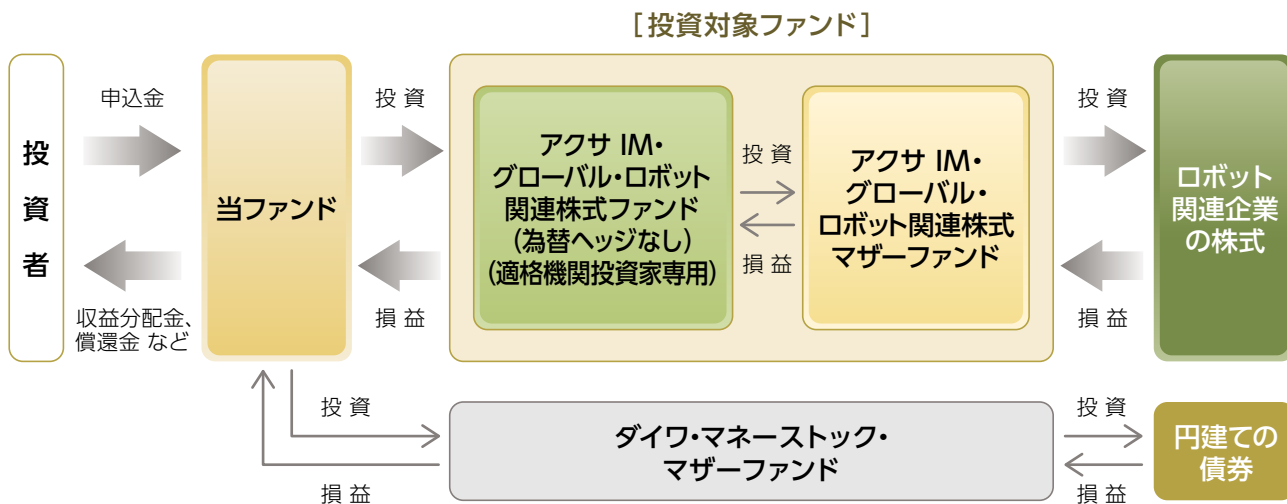 [投資対象ファンド]
投資者
申込金
収益分配金、
償還金 など
当ファンド
投 資
損 益
アクサ IM・
グローバル・ロボット
関連株式ファンド
(為替ヘッジなし)
(適格機関投資家専用)
投 資
損 益
アクサ IM・
グローバル・
ロボット関連株式
マザーファンド
投 資
損 益
ロボット
関連企業
の株式
投 資
損 益
ダイワ・マネーストック・
マザーファンド
投 資
損 益
円建ての
債券